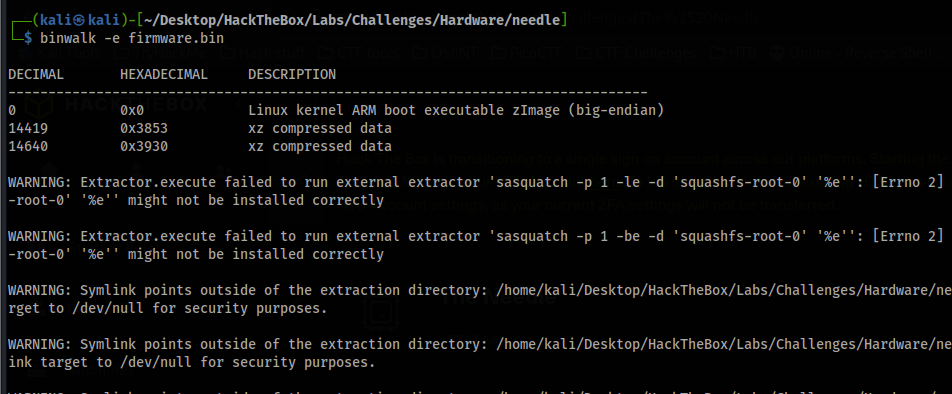 ┌──(kali㉿kali)-[~/Desktop/HackTheBox/Labs/Challenges/Hardware/needle]
└─$ binwalk -e firmware.bin
DECIMAL       HEXADECIMAL     DESCRIPTION
--------------------------------------------------------------------------------
0             0x0             Linux kernel ARM boot executable zImage (big-endian)
14419         0x3853          xz compressed data
14640         0x3930          xz compressed data
WARNING: Extractor.execute failed to run external extractor 'sasquatch -p 1 -le -d 'squashfs-root-0' '%e'': [Errno 2]
-root-0' '%e'' might not be installed correctly
WARNING: Extractor.execute failed to run external extractor 'sasquatch -p 1 -be -d 'squashfs-root-0' '%e'': [Errno 2]
-root-0' '%e'' might not be installed correctly
WARNING: Symlink points outside of the extraction directory: /home/kali/Desktop/HackTheBox/Labs/Challenges/Hardware/ne
rget to /dev/null for security purposes.
WARNING: Symlink points outside of the extraction directory: /home/kali/Desktop/HackTheBox/Labs/Challenges/Hardware/ne
ink target to /dev/null for security purposes.